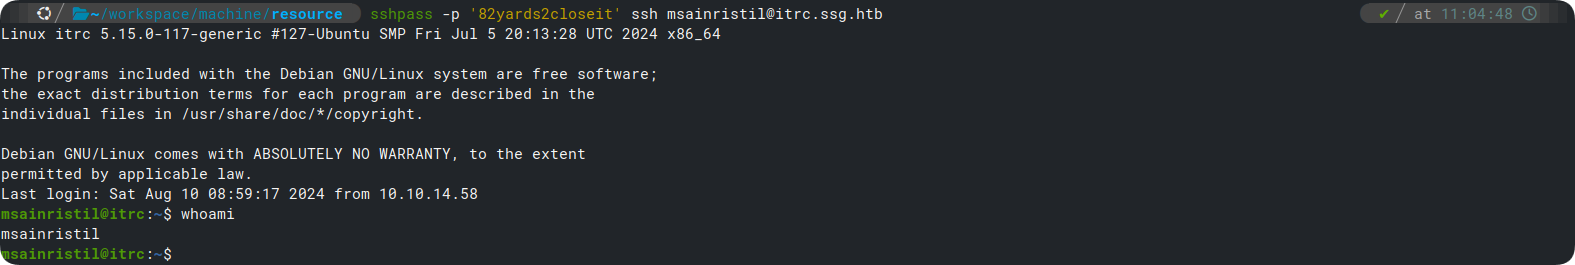 ~/workspace/machine/resource sshpass -p '82yards2closeit' ssh msainristil@itrc.ssg.htb ✔ at 11:04:48
Linux itrc 5.15.0-117-generic #127-Ubuntu SMP Fri Jul 5 20:13:28 UTC 2024 x86_64
The programs included with the Debian GNU/Linux system are free software;
the exact distribution terms for each program are described in the
individual files in /usr/share/doc/*/copyright.
Debian GNU/Linux comes with ABSOLUTELY NO WARRANTY, to the extent
permitted by applicable law.
Last login: Sat Aug 10 08:59:17 2024 from 10.10.14.58
msainristil@itrc:~$ whoami
msainristil
msainristil@itrc:~$